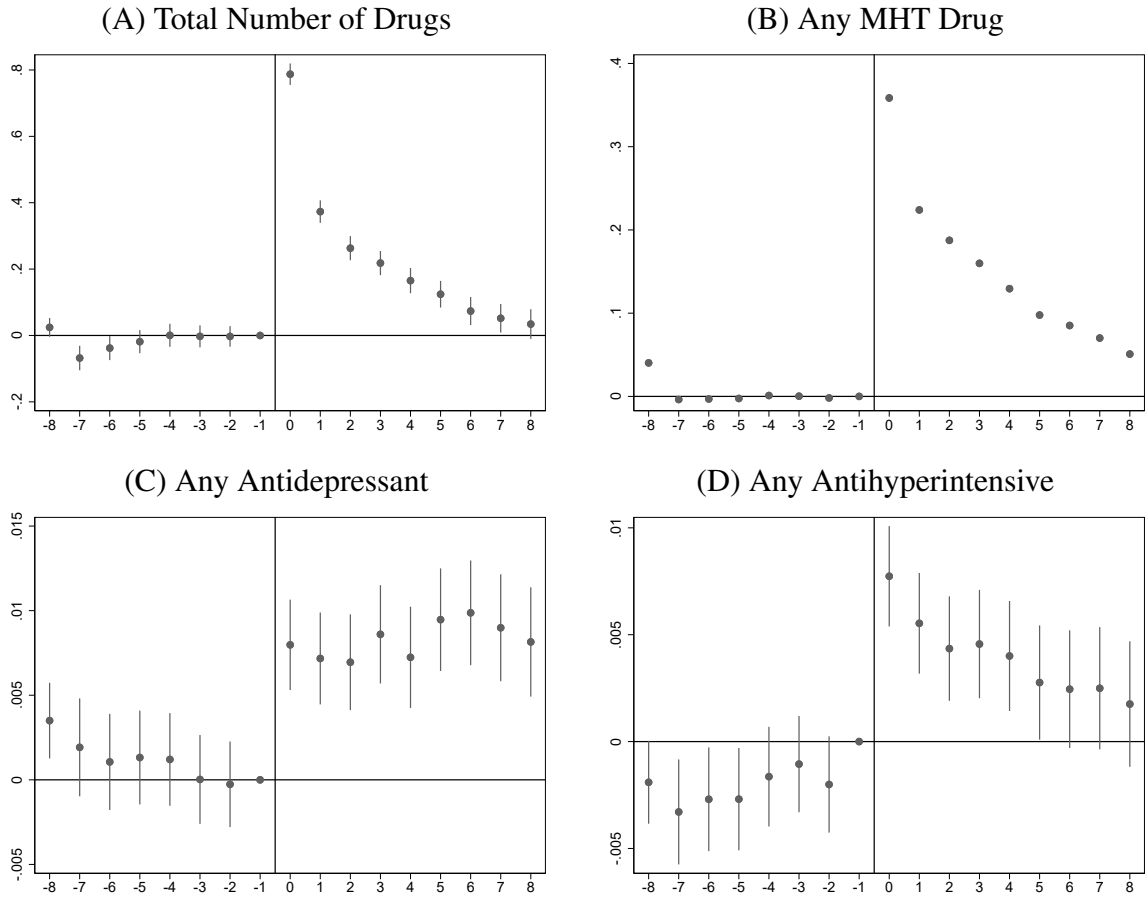 (A) Total Number of Drugs
.8
.6
.4
.2
0
-.2
-8 -7 -6 -5 -4 -3 -2 -1 0 1 2 3 4 5 6 7 8
(B) Any MHT Drug
.4
.3
.2
.1
0
-8 -7 -6 -5 -4 -3 -2 -1 0 1 2 3 4 5 6 7 8
(C) Any Antidepressant
.015
.01
.005
0
-.005
-8 -7 -6 -5 -4 -3 -2 -1 0 1 2 3 4 5 6 7 8
(D) Any Antihyperintensive
.01
.005
0
-.005
-8 -7 -6 -5 -4 -3 -2 -1 0 1 2 3 4 5 6 7 8